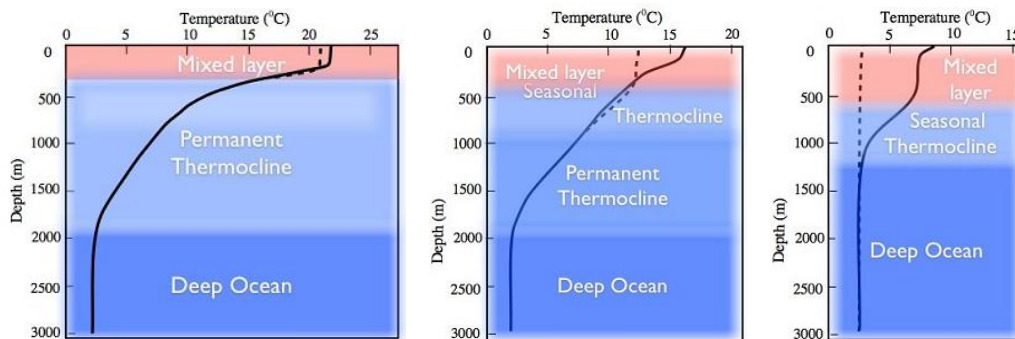 Temperature (⁰C)
0 5 10 15 20 25
0
500
1000
1500
2000
2500
3000
Depth (m)
Mixed layer
Permanent
Thermocline
Deep Ocean
Temperature (⁰C)
0 5 10 15 20
0
500
1000
1500
2000
2500
3000
Depth (m)
Mixed layer
Seasonal
Thermocline
Permanent
Thermocline
Deep Ocean
Temperature (⁰C)
0 5 10 15
0
500
1000
1500
2000
2500
3000
Depth (m)
Mixed
layer
Seasonal
Thermocline
Deep Ocean